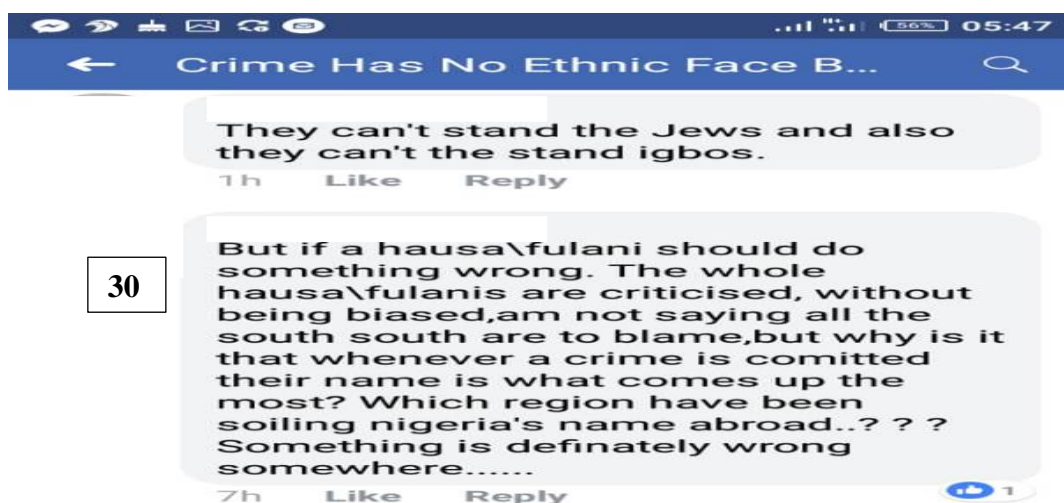 56% 05:47
Crime Has No Ethnic Face B...
They can't stand the Jews and also
they can't the stand igbos.
1h Like Reply
30
But if a hausa\fulani should do
something wrong. The whole
hausa\fulanis are criticised, without
being biased,am not saying all the
south south are to blame,but why is it
that whenever a crime is comitted
their name is what comes up the
most? Which region have been
soiling nigeria's name abroad..? ? ?
Something is definately wrong
somewhere......
7h Like Reply 1